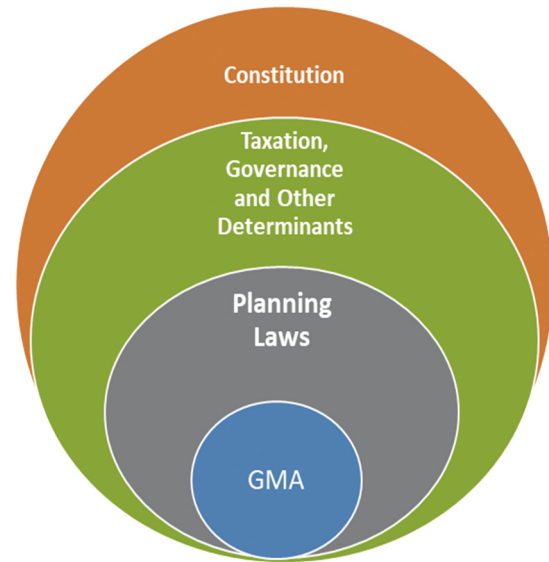 Constitution
Taxation,
Governance
and Other
Determinants
Planning
Laws
GMA